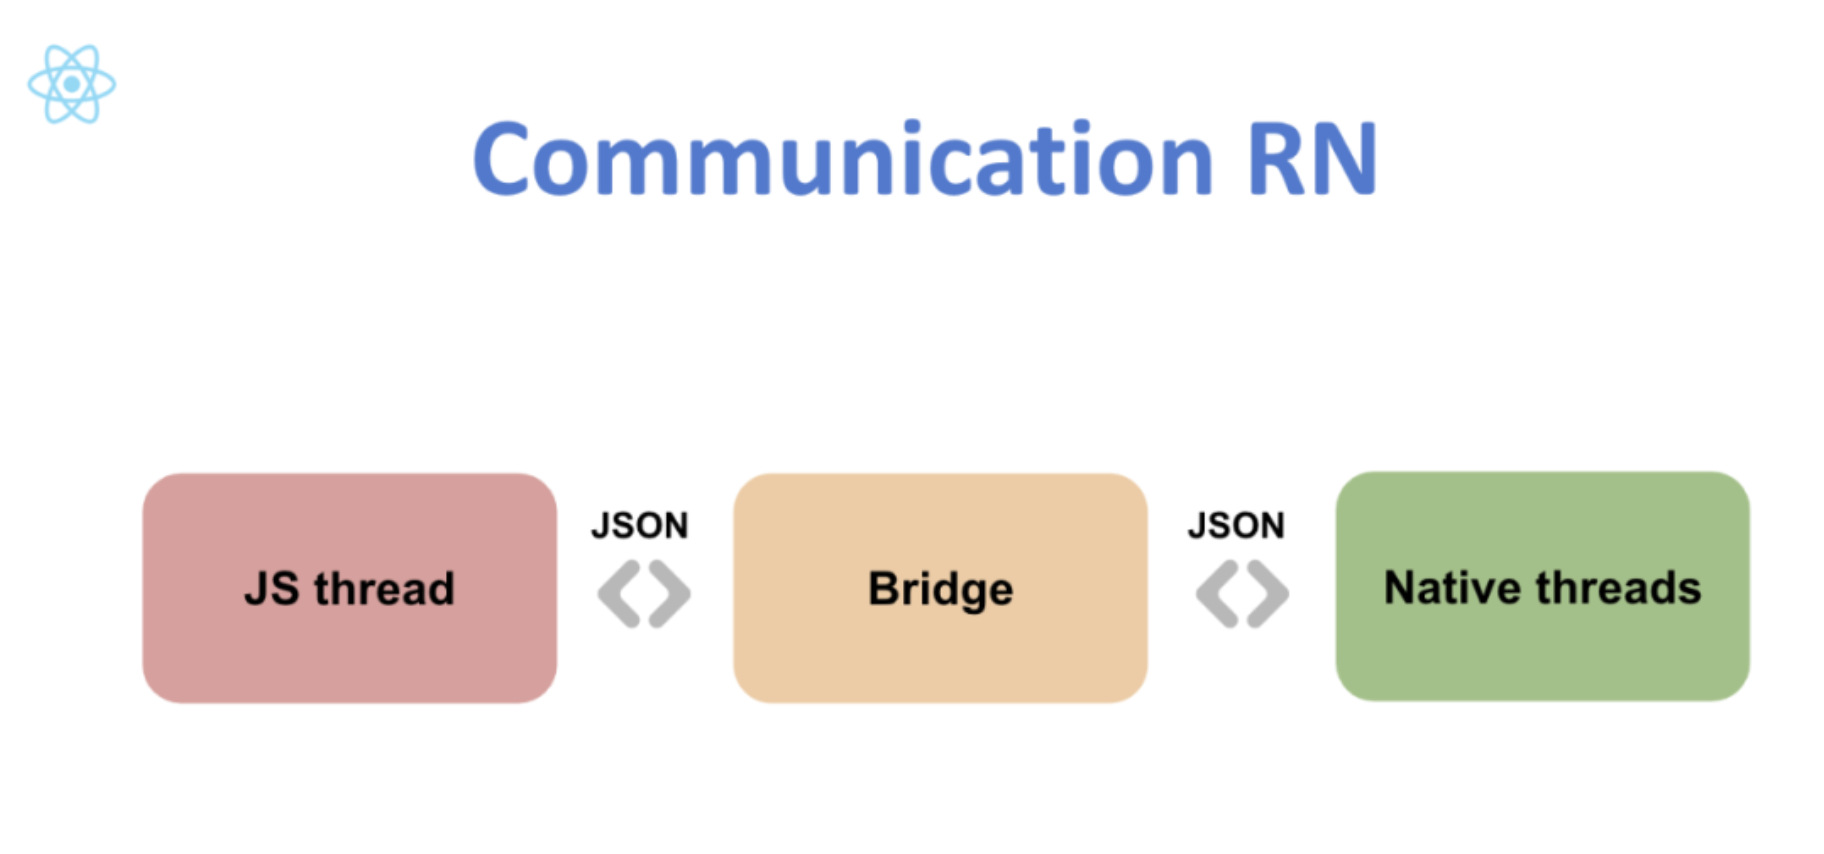 Communication RN
JSON
JSON
JS thread
Bridge
Native threads